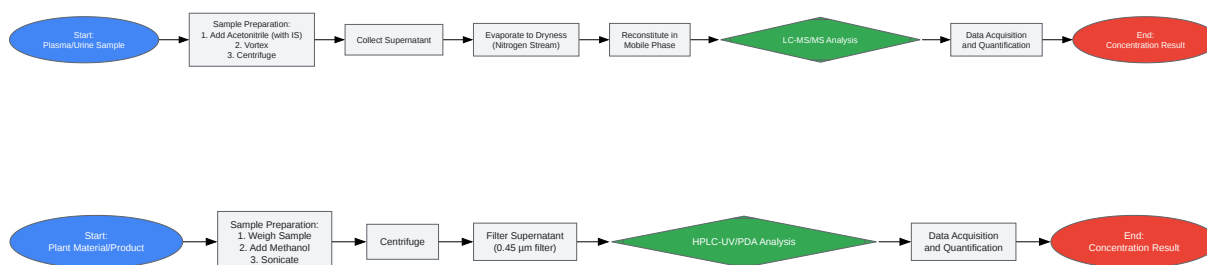 Start:
Plasma/Urine Sample
Sample Preparation:
1. Add Acetonitrile (with IS)
2. Vortex
3. Centrifuge
Collect Supernatant
Evaporate to Dryness
(Nitrogen Stream)
Reconstitute in
Mobile Phase
LC-MS/MS Analysis
Data Acquisition
and Quantification
End:
Concentration Result
Start:
Plant Material/Product
Sample Preparation:
1. Weigh Sample
2. Add Methanol
3. Sonicate
Centrifuge
Filter Supernatant
(0.45 µm filter)
HPLC-UV/PDA Analysis
Data Acquisition
and Quantification
End:
Concentration Result